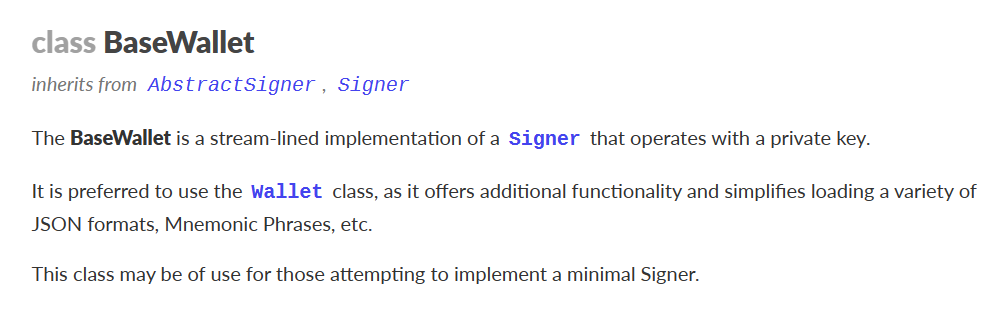 class BaseWallet
inherits from AbstractSigner , Signer
The BaseWallet is a stream-lined implementation of a Signer that operates with a private key.
It is preferred to use the Wallet class, as it offers additional functionality and simplifies loading a variety of
JSON formats, Mnemonic Phrases, etc.
This class may be of use for those attempting to implement a minimal Signer.